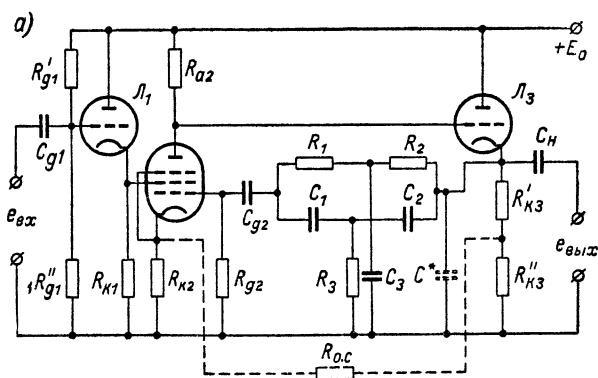 а)
+E₀
R'g1
Rа2
Л₁
Л₃
Cg1
R₁
R₂
Cн
Cg2
C₁
C₂
R'к3
eвх
eвых
R''g1
Rк1
Rк2
Rg2
R₃
C₃
C*
R''к3
Rо.с